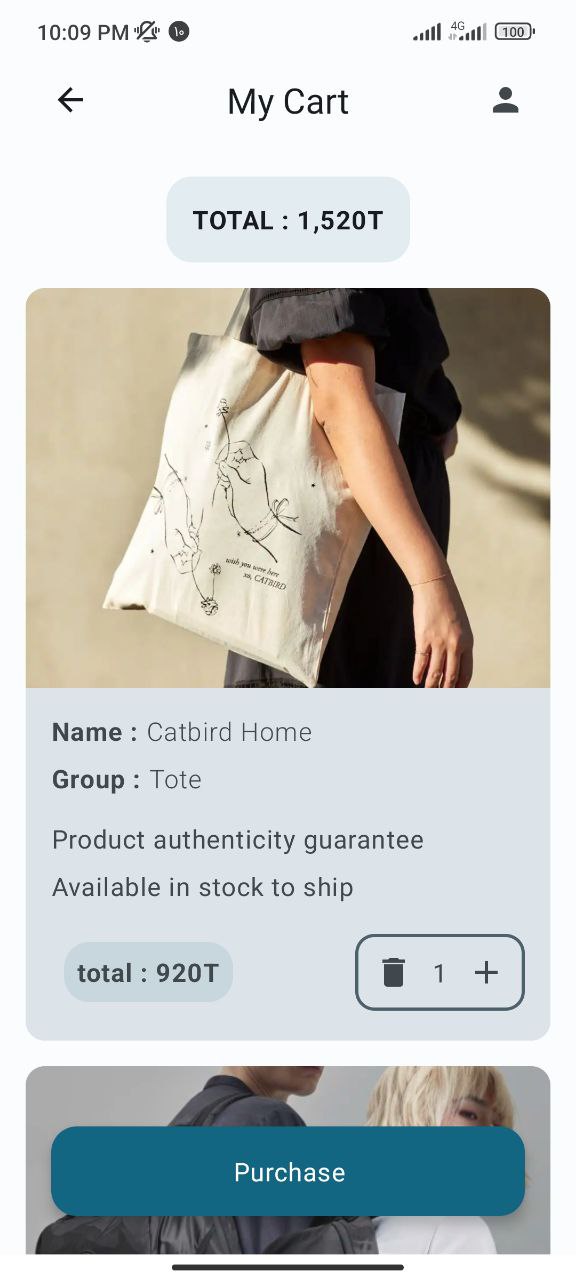 10:09 PM
۱۰
4G
100
My Cart
TOTAL : 1,520T
wish you were here
xo, CATBIRD
Name : Catbird Home
Group : Tote
Product authenticity guarantee
Available in stock to ship
total : 920T
1
Purchase